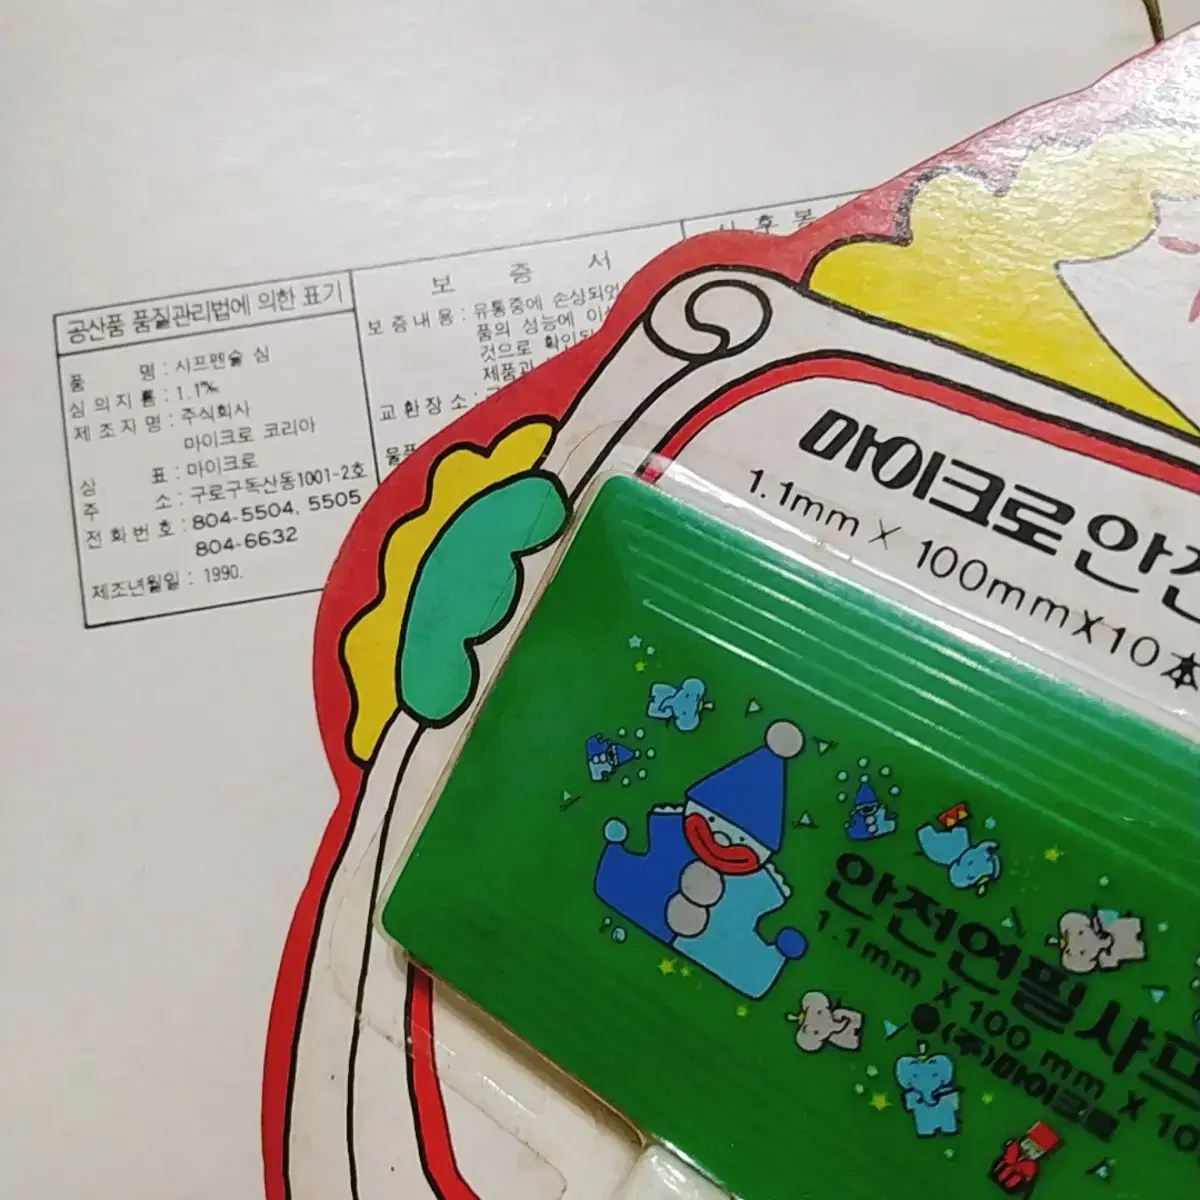 공산품 품질관리법에 의한 표기
품 명 : 샤프펜슬 심
심의지름 : 1.1㎜
제조자명 : 주식회사
마이크로 코리아
상 표 : 마이크로
주 소 : 구로구독산동1001-2호
전화번호 : 804-5504, 5505
804-6632
제조년월일 : 1990.
보 증 서
보증내용 : 유통중에 손상되었
품의 성능에
것으로 확인
제품과
교환장소 :
마이크로안전
1.1mm × 100mm×10本
안전연필샤프
1.1mm × 100 mm × 10
●(주)마이크로